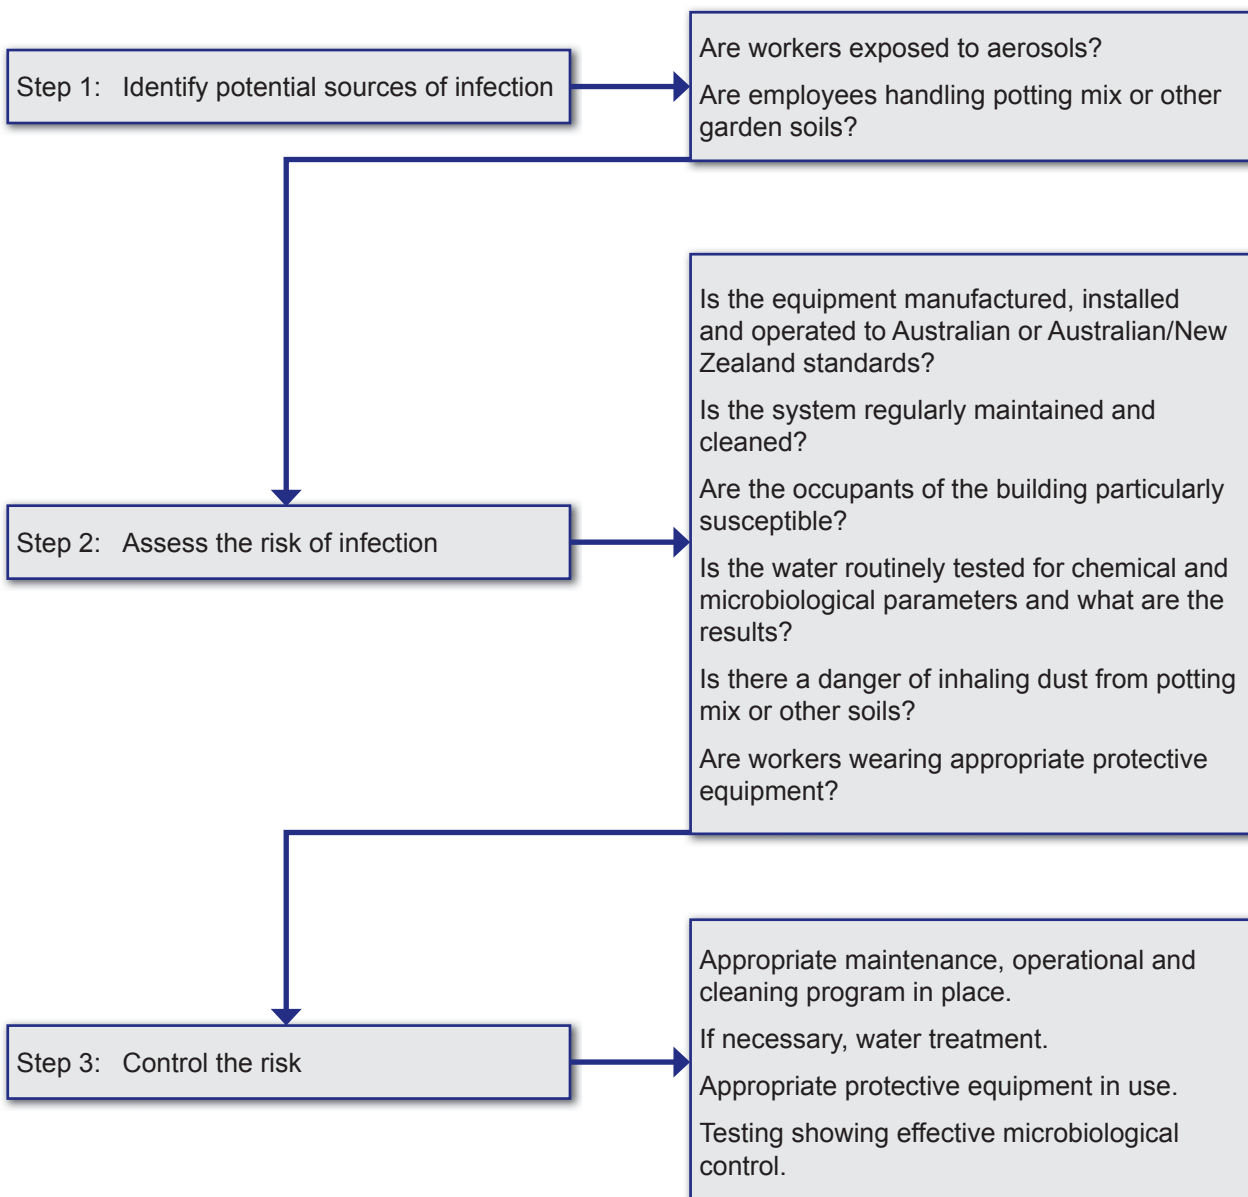 Step 1: Identify potential sources of infection
Are workers exposed to aerosols?
Are employees handling potting mix or other
garden soils?
Step 2: Assess the risk of infection
Is the equipment manufactured, installed
and operated to Australian or Australian/New
Zealand standards?
Is the system regularly maintained and
cleaned?
Are the occupants of the building particularly
susceptible?
Is the water routinely tested for chemical and
microbiological parameters and what are the
results?
Is there a danger of inhaling dust from potting
mix or other soils?
Are workers wearing appropriate protective
equipment?
Step 3: Control the risk
Appropriate maintenance, operational and
cleaning program in place.
If necessary, water treatment.
Appropriate protective equipment in use.
Testing showing effective microbiological
control.